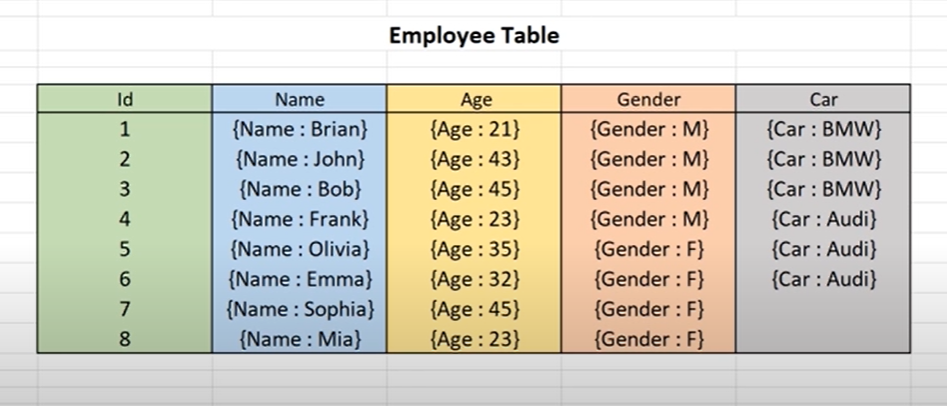 Employee Table
Id Name Age Gender Car
1 {Name : Brian} {Age : 21} {Gender : M} {Car : BMW}
2 {Name : John} {Age : 43} {Gender : M} {Car : BMW}
3 {Name : Bob} {Age : 45} {Gender : M} {Car : BMW}
4 {Name : Frank} {Age : 23} {Gender : M} {Car : Audi}
5 {Name : Olivia} {Age : 35} {Gender : F} {Car : Audi}
6 {Name : Emma} {Age : 32} {Gender : F} {Car : Audi}
7 {Name : Sophia} {Age : 45} {Gender : F}
8 {Name : Mia} {Age : 23} {Gender : F}